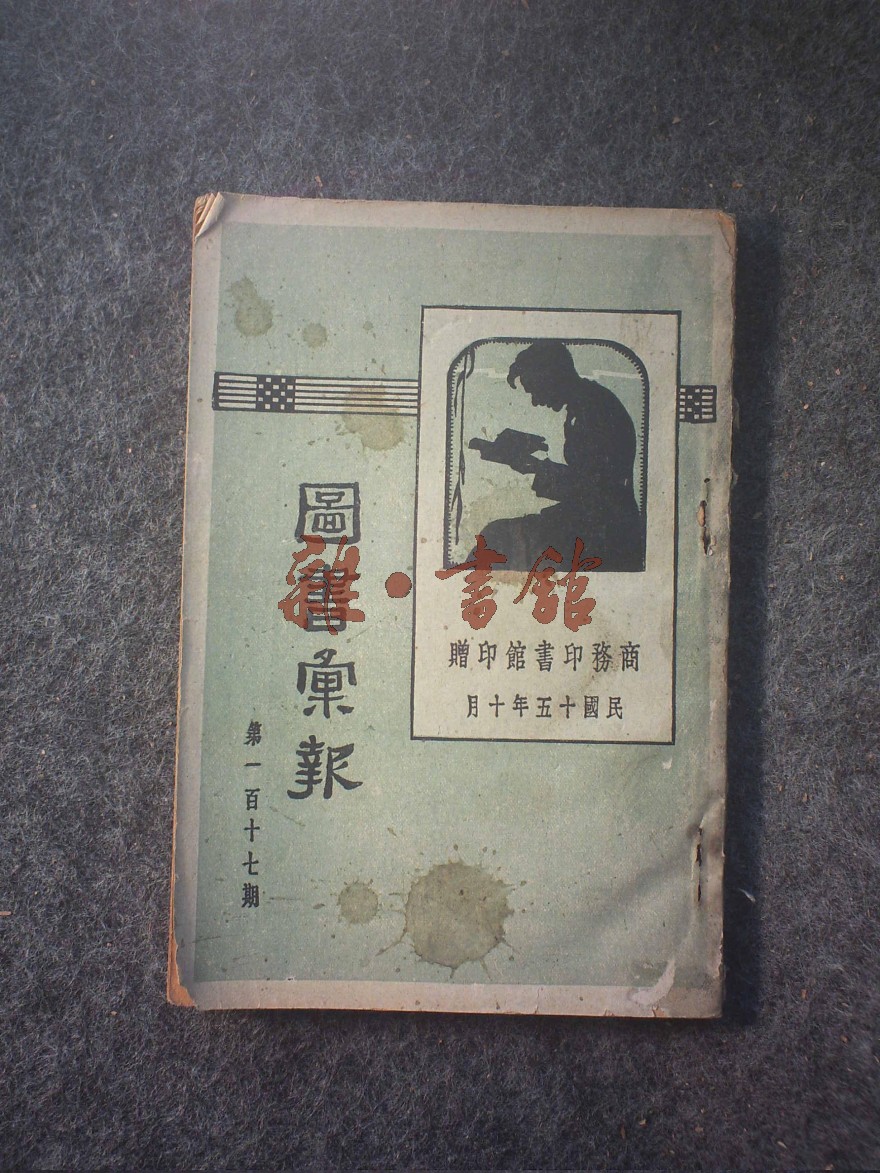 圖書彙報
第一百十七期
商務印書館印贈
民國十五年十月
雜·書館